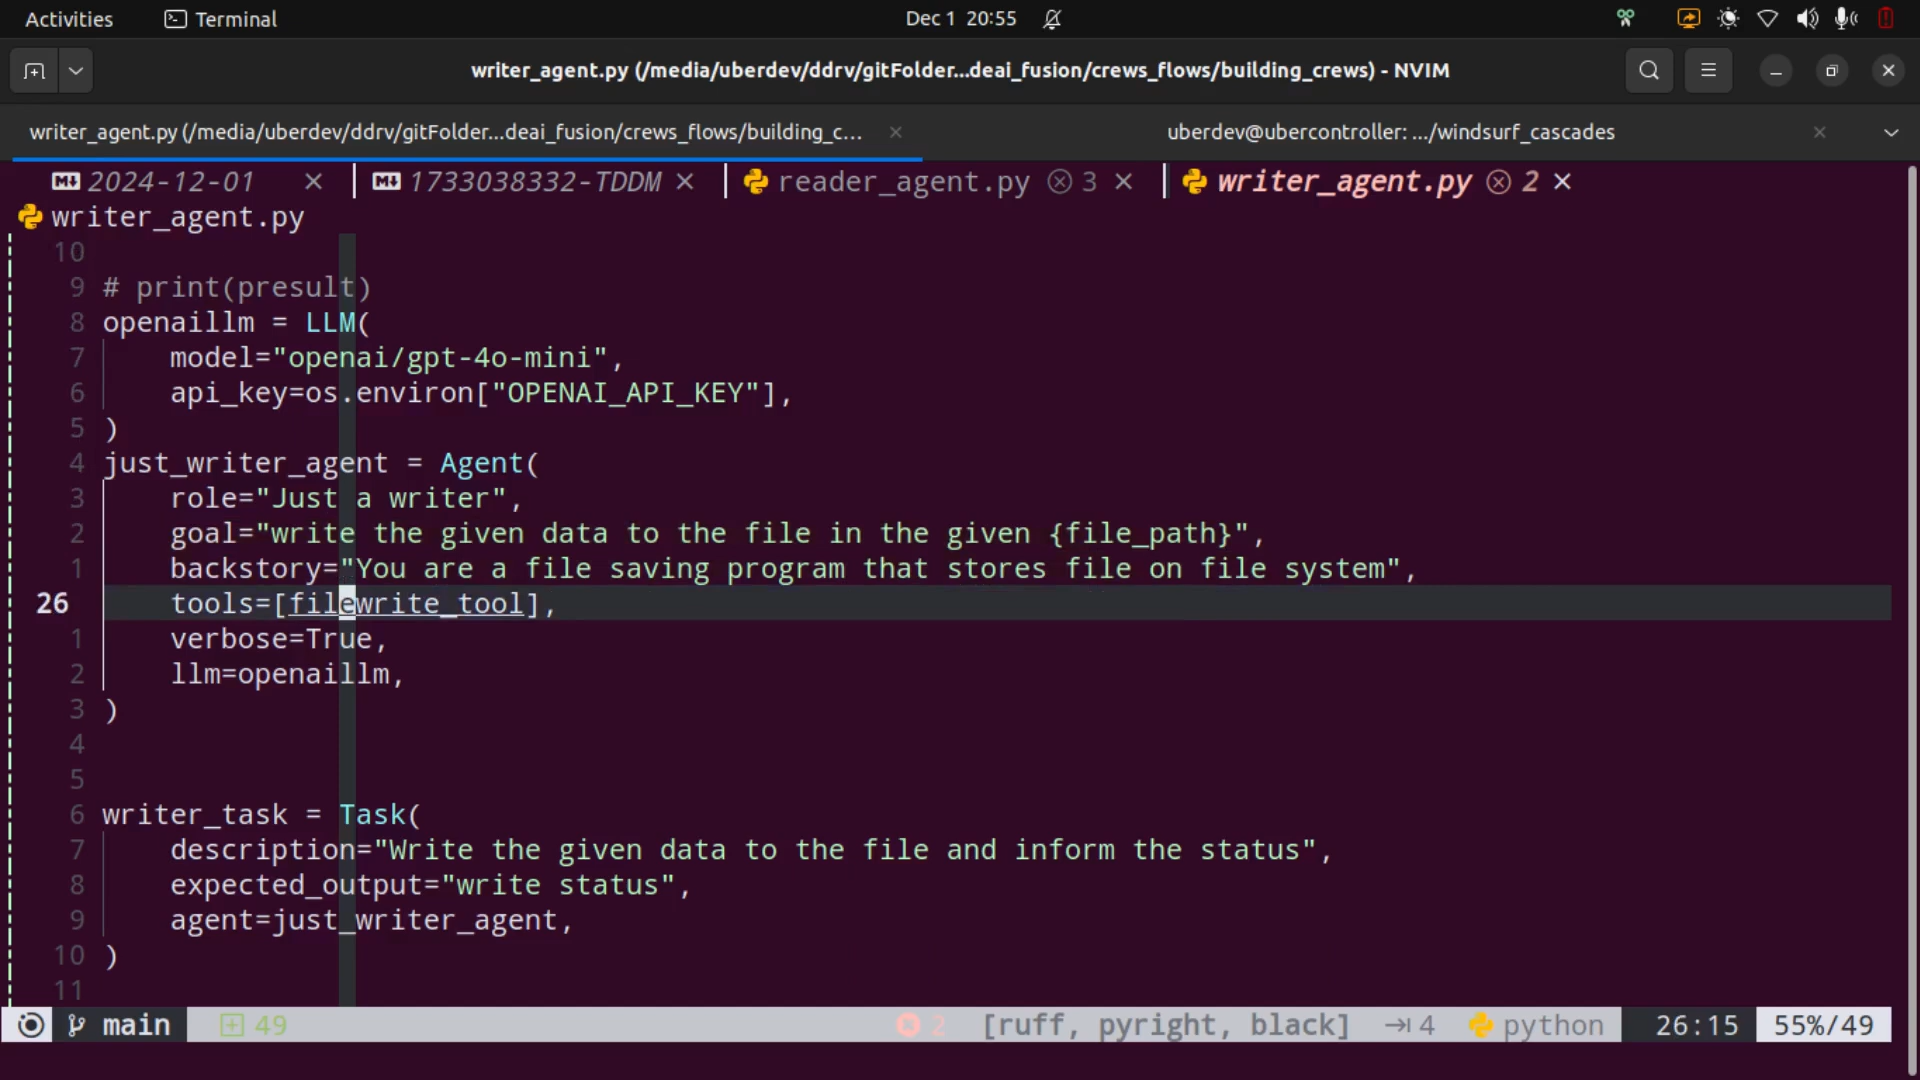 Activities Terminal Dec 1 20:55
writer_agent.py (/media/uberdev/ddrv/gitFolder...deai_fusion/crews_flows/building_crews) - NVIM
writer_agent.py (/media/uberdev/ddrv/gitFolder...deai_fusion/crews_flows/building_c... × uberdev@ubercontroller: .../windsurf_cascades ×
2024-12-01 × 1733038332-TDDM × reader_agent.py 3 × writer_agent.py 2 ×
writer_agent.py
10
9 # print(presult)
8 openaillm = LLM(
7 model="openai/gpt-4o-mini",
6 api_key=os.environ["OPENAI_API_KEY"],
5 )
4 just_writer_agent = Agent(
3 role="Just a writer",
2 goal="write the given data to the file in the given {file_path}",
1 backstory="You are a file saving program that stores file on file system",
26 tools=[filewrite_tool],
1 verbose=True,
2 llm=openaillm,
3 )
4
5
6 writer_task = Task(
7 description="Write the given data to the file and inform the status",
8 expected_output="write status",
9 agent=just_writer_agent,
10 )
11
main 49 2 [ruff, pyright, black] 4 python 26:15 55%/49